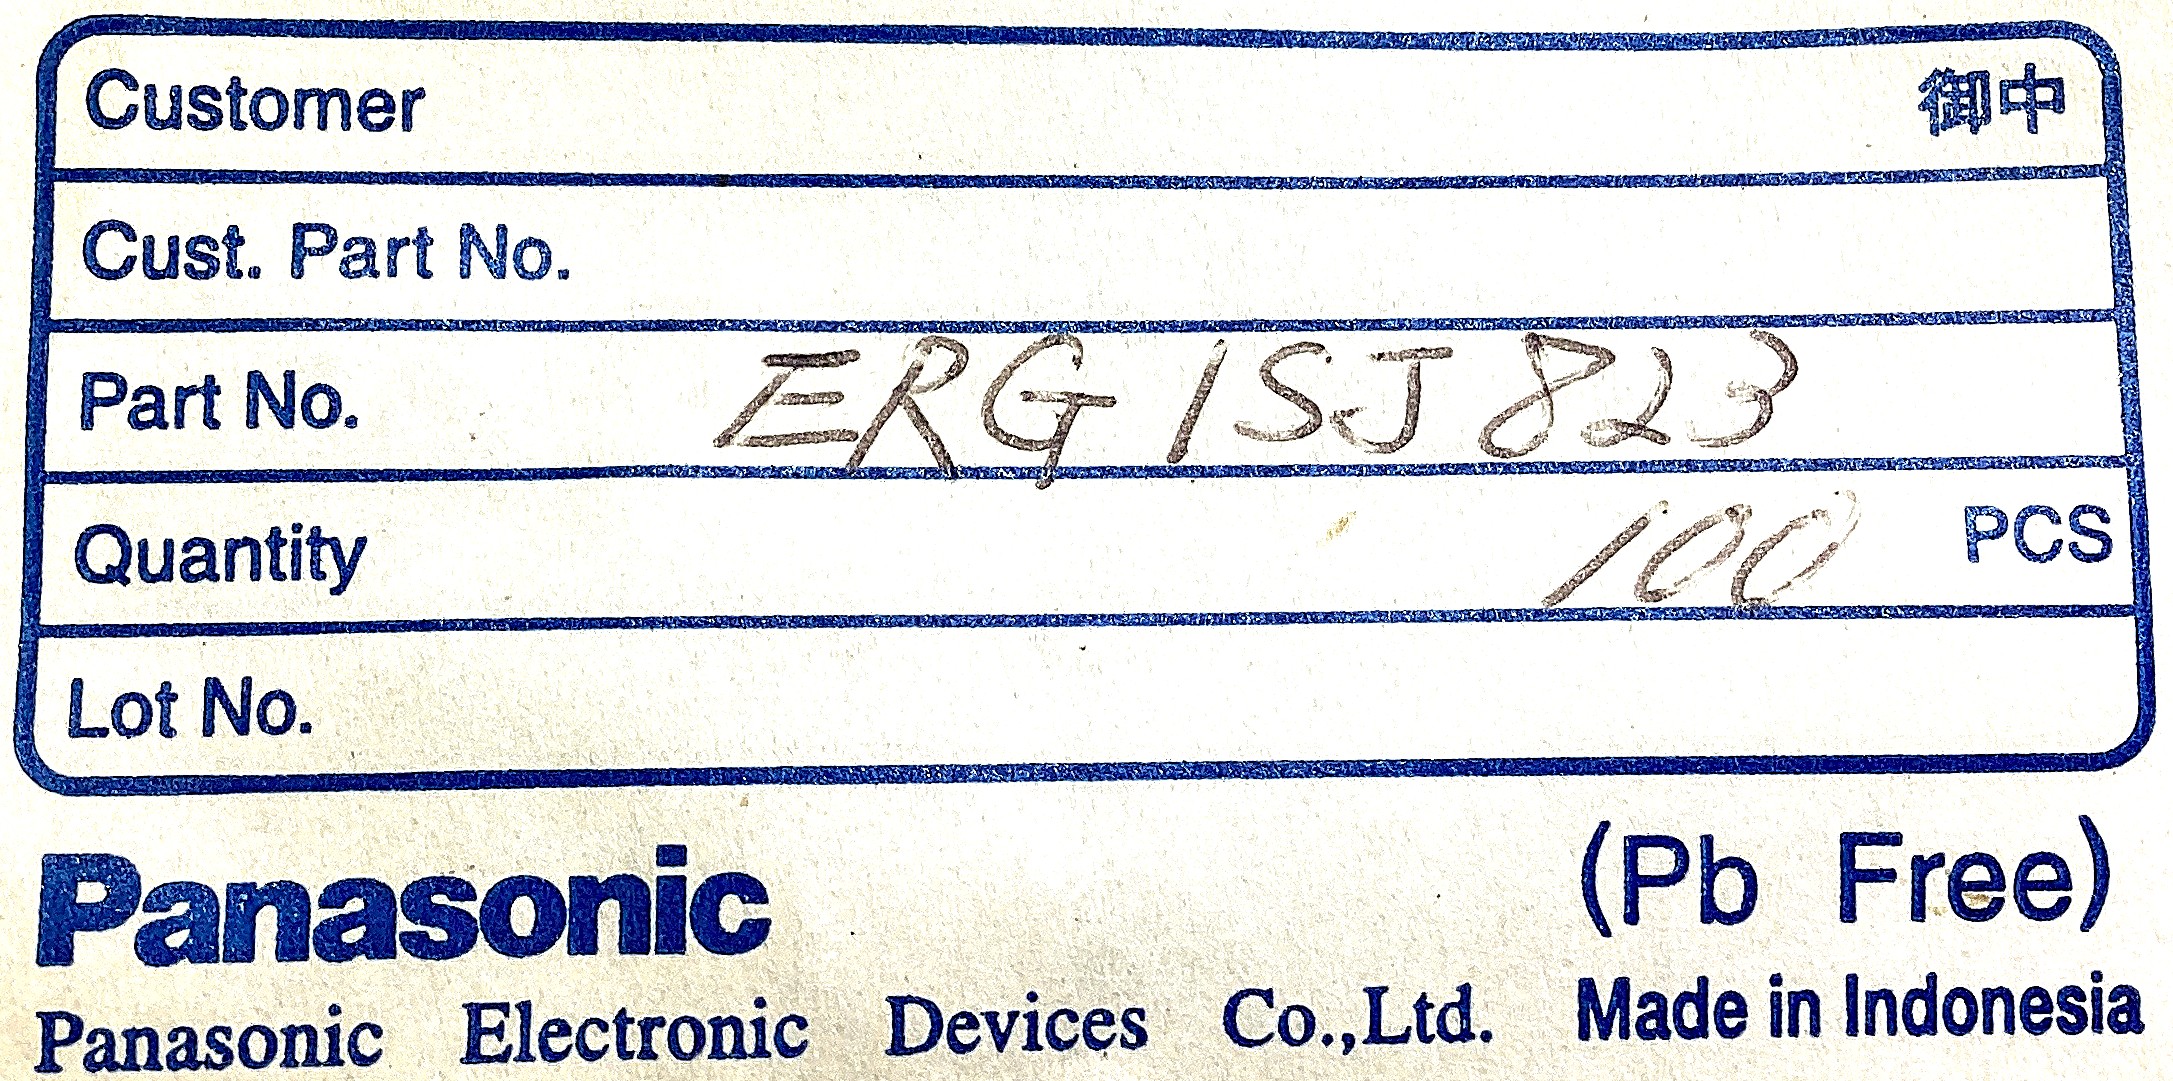 Customer 御中
Cust. Part No.
Part No. ERG1SJ823
Quantity 100 PCS
Lot No.
Panasonic (Pb Free)
Panasonic Electronic Devices Co.,Ltd. Made in Indonesia